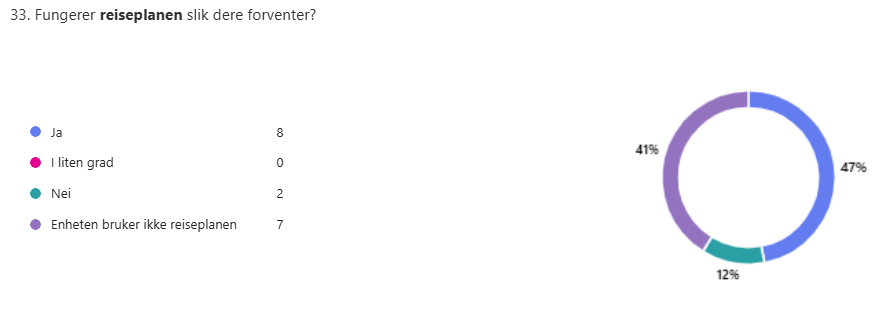 33. Fungerer reiseplanen slik dere forventer?
Ja 8
I liten grad 0
Nei 2
Enheten bruker ikke reiseplanen 7
41%
47%
12%